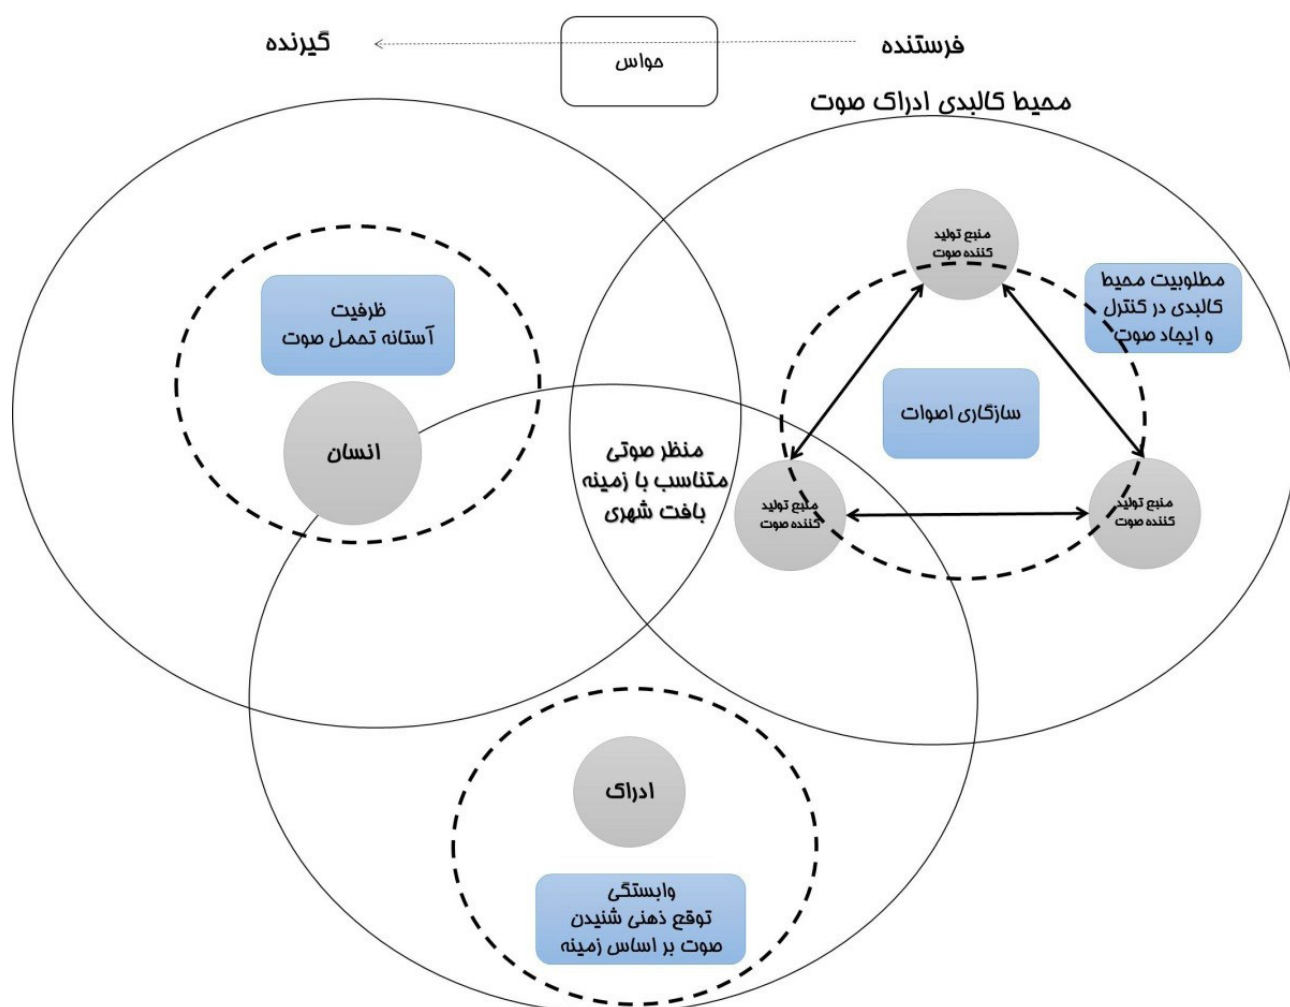 فرستنده
حواس
گیرنده
محیط کالبدی ادراک صوت
منبع تولید
کننده صوت
مطلوبیت محیط
کالبدی در کنترل
و ایجاد صوت
سازگاری اصوات
منبع تولید
کننده صوت
منبع تولید
کننده صوت
ظرفیت
آستانه تحمل صوت
انسان
منظر صوتی
متناسب با زمینه
بافت شهری
ادراک
وابستگی
توقع ذهنی شنیدن
صوت بر اساس زمینه